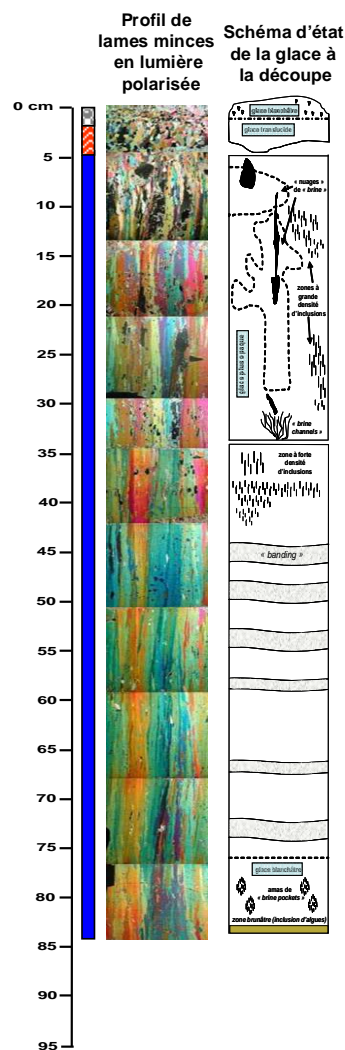 Profil de
lames minces
en lumière
polarisée
Schéma d'état
de la glace à
la découpe
0 cm
5
10
15
20
25
30
35
40
45
50
55
60
65
70
75
80
85
90
95
glace blanchâtre
glace translucide
« nuages »
de « brine »
zones à
grande
densité
d'inclusions
« brine
channels »
zone à forte
densité
d'inclusions
« banding »
glace blanchâtre
amas de
« brine pockets »
zone brunâtre (inclusion d'algues)